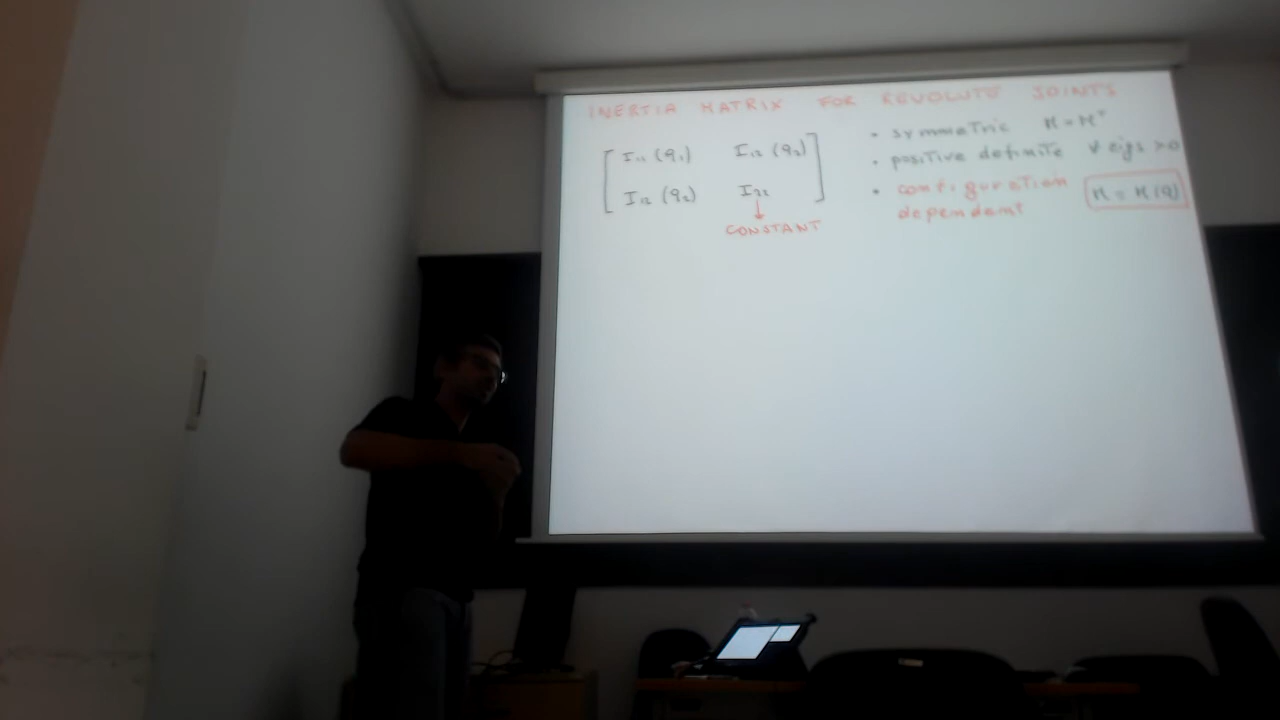 INERTIA MATRIX FOR REVOLUTE JOINTS
I₁₁ (q₁) I₁₂ (q₂)
I₁₂ (q₂) I₂₂
CONSTANT
• symmetric M = Mᵀ
• positive definite ∀ eigs >0
• configuration
dependent
M = M(q)